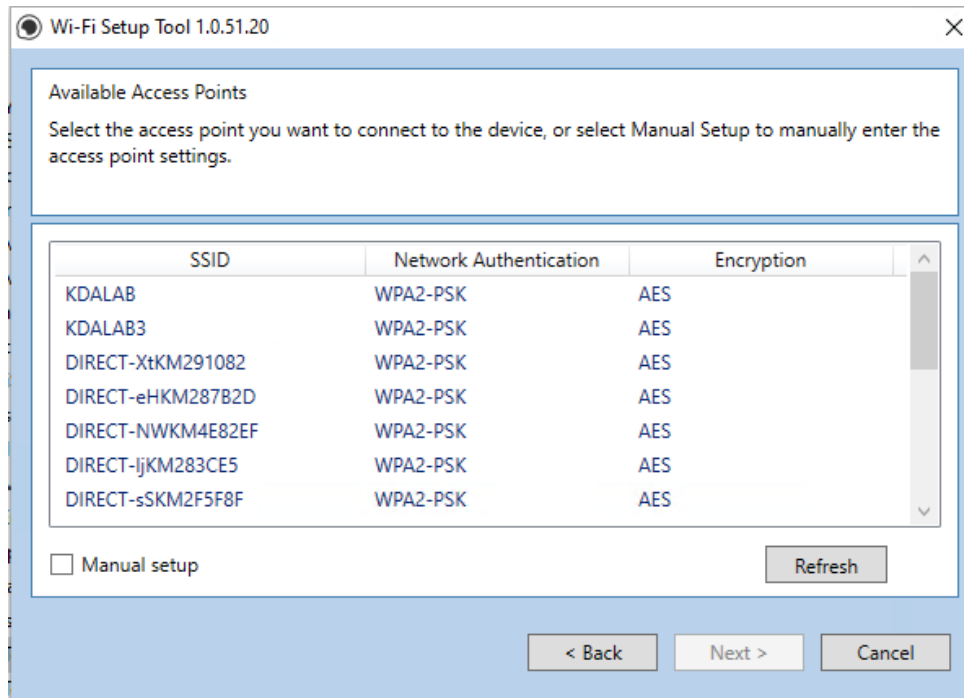 Wi-Fi Setup Tool 1.0.51.20
Available Access Points
Select the access point you want to connect to the device, or select Manual Setup to manually enter the
access point settings.
SSID Network Authentication Encryption
KDALAB WPA2-PSK AES
KDALAB3 WPA2-PSK AES
DIRECT-XtKM291082 WPA2-PSK AES
DIRECT-eHKM287B2D WPA2-PSK AES
DIRECT-NWKM4E82EF WPA2-PSK AES
DIRECT-IjKM283CE5 WPA2-PSK AES
DIRECT-sSKM2F5F8F WPA2-PSK AES
Manual setup Refresh
< Back Next > Cancel